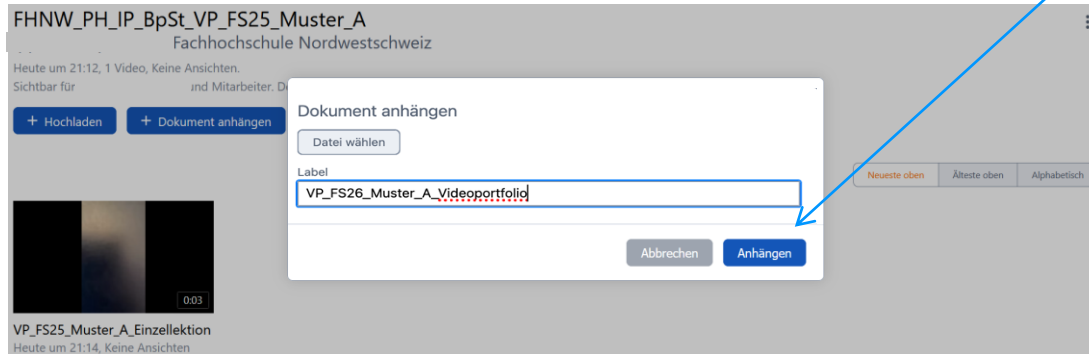 FHNW_PH_IP_BpSt_VP_FS25_Muster_A
Fachhochschule Nordwestschweiz
Heute um 21:12, 1 Video, Keine Ansichten.
Sichtbar für und Mitarbeiter.
+ Hochladen
+ Dokument anhängen
Dokument anhängen
Datei wählen
Label
VP_FS26_Muster_A_Videoportfolio
Abbrechen
Anhängen
Neueste oben
Älteste oben
Alphabetisch
0:03
VP_FS25_Muster_A_Einzellektion
Heute um 21:14, Keine Ansichten